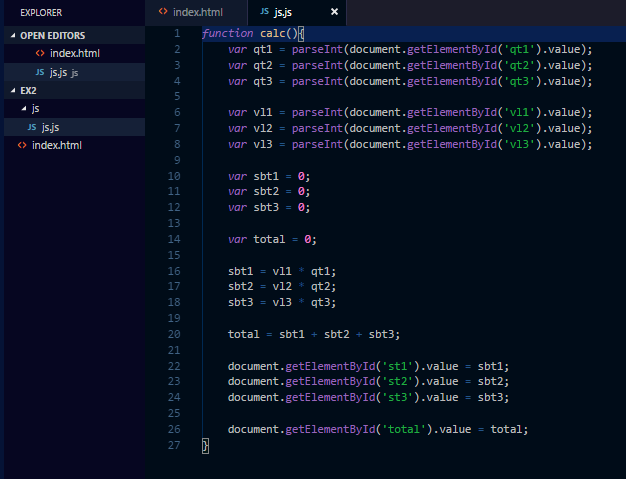 EXPLORER
OPEN EDITORS
index.html
JS js.js js
EX2
js
JS js.js
index.html
index.html JS js.js ×
1 function calc(){
2 var qt1 = parseInt(document.getElementById('qt1').value);
3 var qt2 = parseInt(document.getElementById('qt2').value);
4 var qt3 = parseInt(document.getElementById('qt3').value);
5
6 var vl1 = parseInt(document.getElementById('vl1').value);
7 var vl2 = parseInt(document.getElementById('vl2').value);
8 var vl3 = parseInt(document.getElementById('vl3').value);
9
10 var sbt1 = 0;
11 var sbt2 = 0;
12 var sbt3 = 0;
13
14 var total = 0;
15
16 sbt1 = vl1 * qt1;
17 sbt2 = vl2 * qt2;
18 sbt3 = vl3 * qt3;
19
20 total = sbt1 + sbt2 + sbt3;
21
22 document.getElementById('st1').value = sbt1;
23 document.getElementById('st2').value = sbt2;
24 document.getElementById('st3').value = sbt3;
25
26 document.getElementById('total').value = total;
27 }